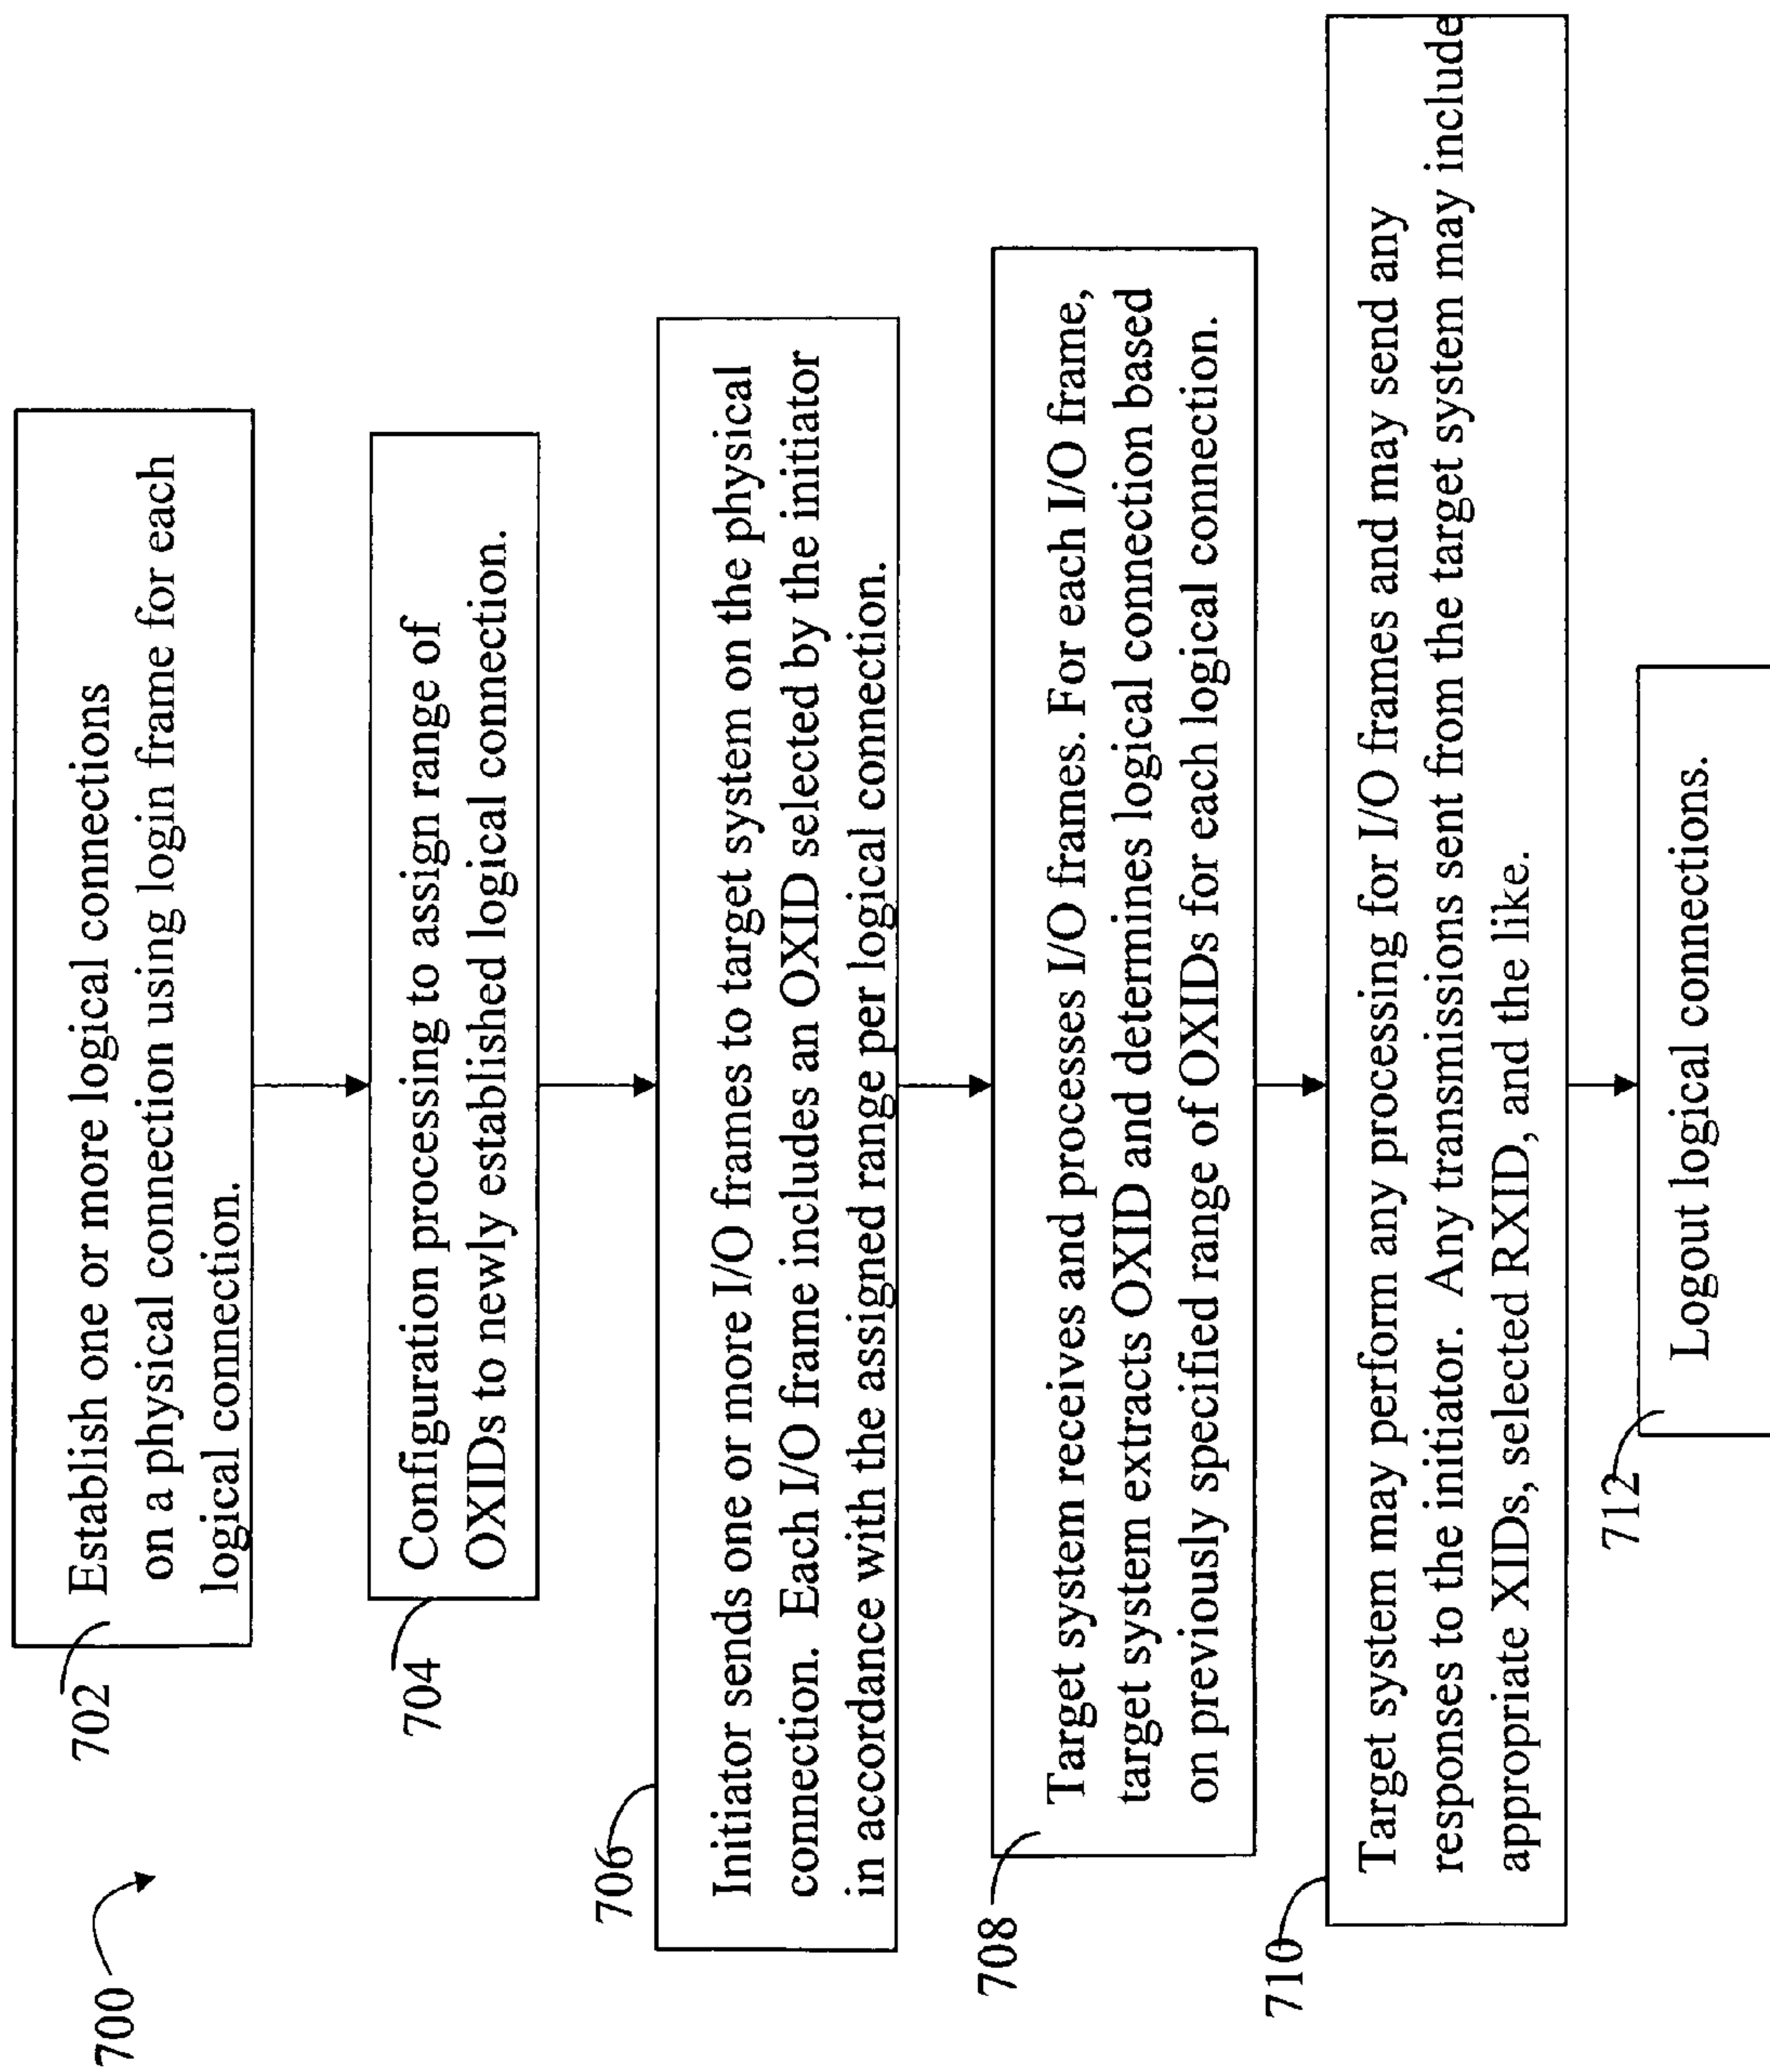 700
702
Establish one or more logical connections
on a physical connection using login frame for each
logical connection.
704
Configuration processing to assign range of
OXIDs to newly established logical connection.
706
Initiator sends one or more I/O frames to target system on the physical
connection. Each I/O frame includes an OXID selected by the initiator
in accordance with the assigned range per logical connection.
708
Target system receives and processes I/O frames. For each I/O frame,
target system extracts OXID and determines logical connection based
on previously specified range of OXIDs for each logical connection.
710
Target system may perform any processing for I/O frames and may send any
responses to the initiator. Any transmissions sent from the target system may include
appropriate XIDs, selected RXID, and the like.
712
Logout logical connections.